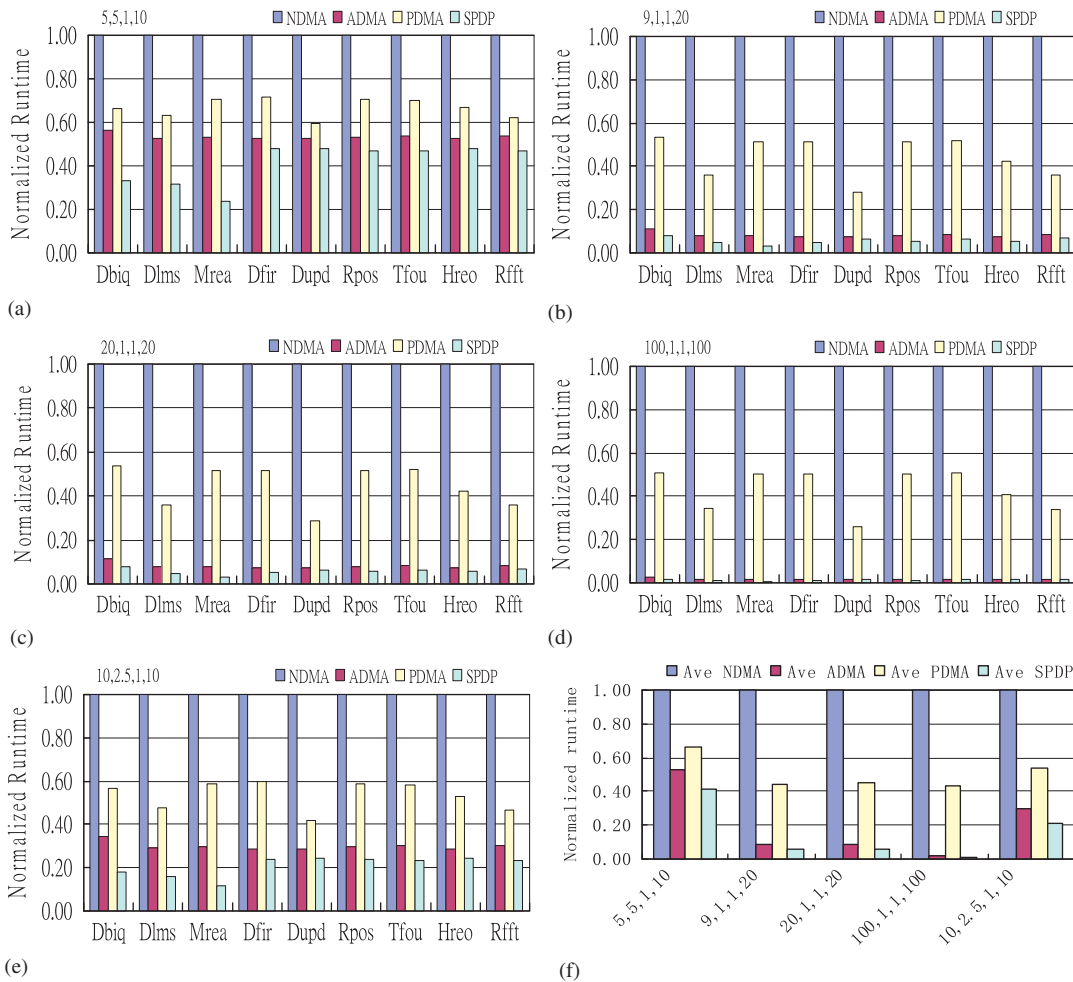 5,5,1,10 NDMA ADMA PDMA SPDP
1.00
0.80
0.60
0.40
0.20
0.00
Normalized Runtime
Dbiq Dlms Mrea Dfir Dupd Rpos Tfou Hreo Rfft
(a)
9,1,1,20 NDMA ADMA PDMA SPDP
1.00
0.80
0.60
0.40
0.20
0.00
Normalized Runtime
Dbiq Dlms Mrea Dfir Dupd Rpos Tfou Hreo Rfft
(b)
20,1,1,20 NDMA ADMA PDMA SPDP
1.00
0.80
0.60
0.40
0.20
0.00
Normalized Runtime
Dbiq Dlms Mrea Dfir Dupd Rpos Tfou Hreo Rfft
(c)
100,1,1,100 NDMA ADMA PDMA SPDP
1.00
0.80
0.60
0.40
0.20
0.00
Normalized Runtime
Dbiq Dlms Mrea Dfir Dupd Rpos Tfou Hreo Rfft
(d)
10,2.5,1,10 NDMA ADMA PDMA SPDP
1.00
0.80
0.60
0.40
0.20
0.00
Normalized Runtime
Dbiq Dlms Mrea Dfir Dupd Rpos Tfou Hreo Rfft
(e)
Ave NDMA Ave ADMA Ave PDMA Ave SPDP
1.00
0.80
0.60
0.40
0.20
0.00
Normalized runtime
5,5,1,10 9,1,1,20 20,1,1,20 100,1,1,100 10,2.5,1,10
(f)